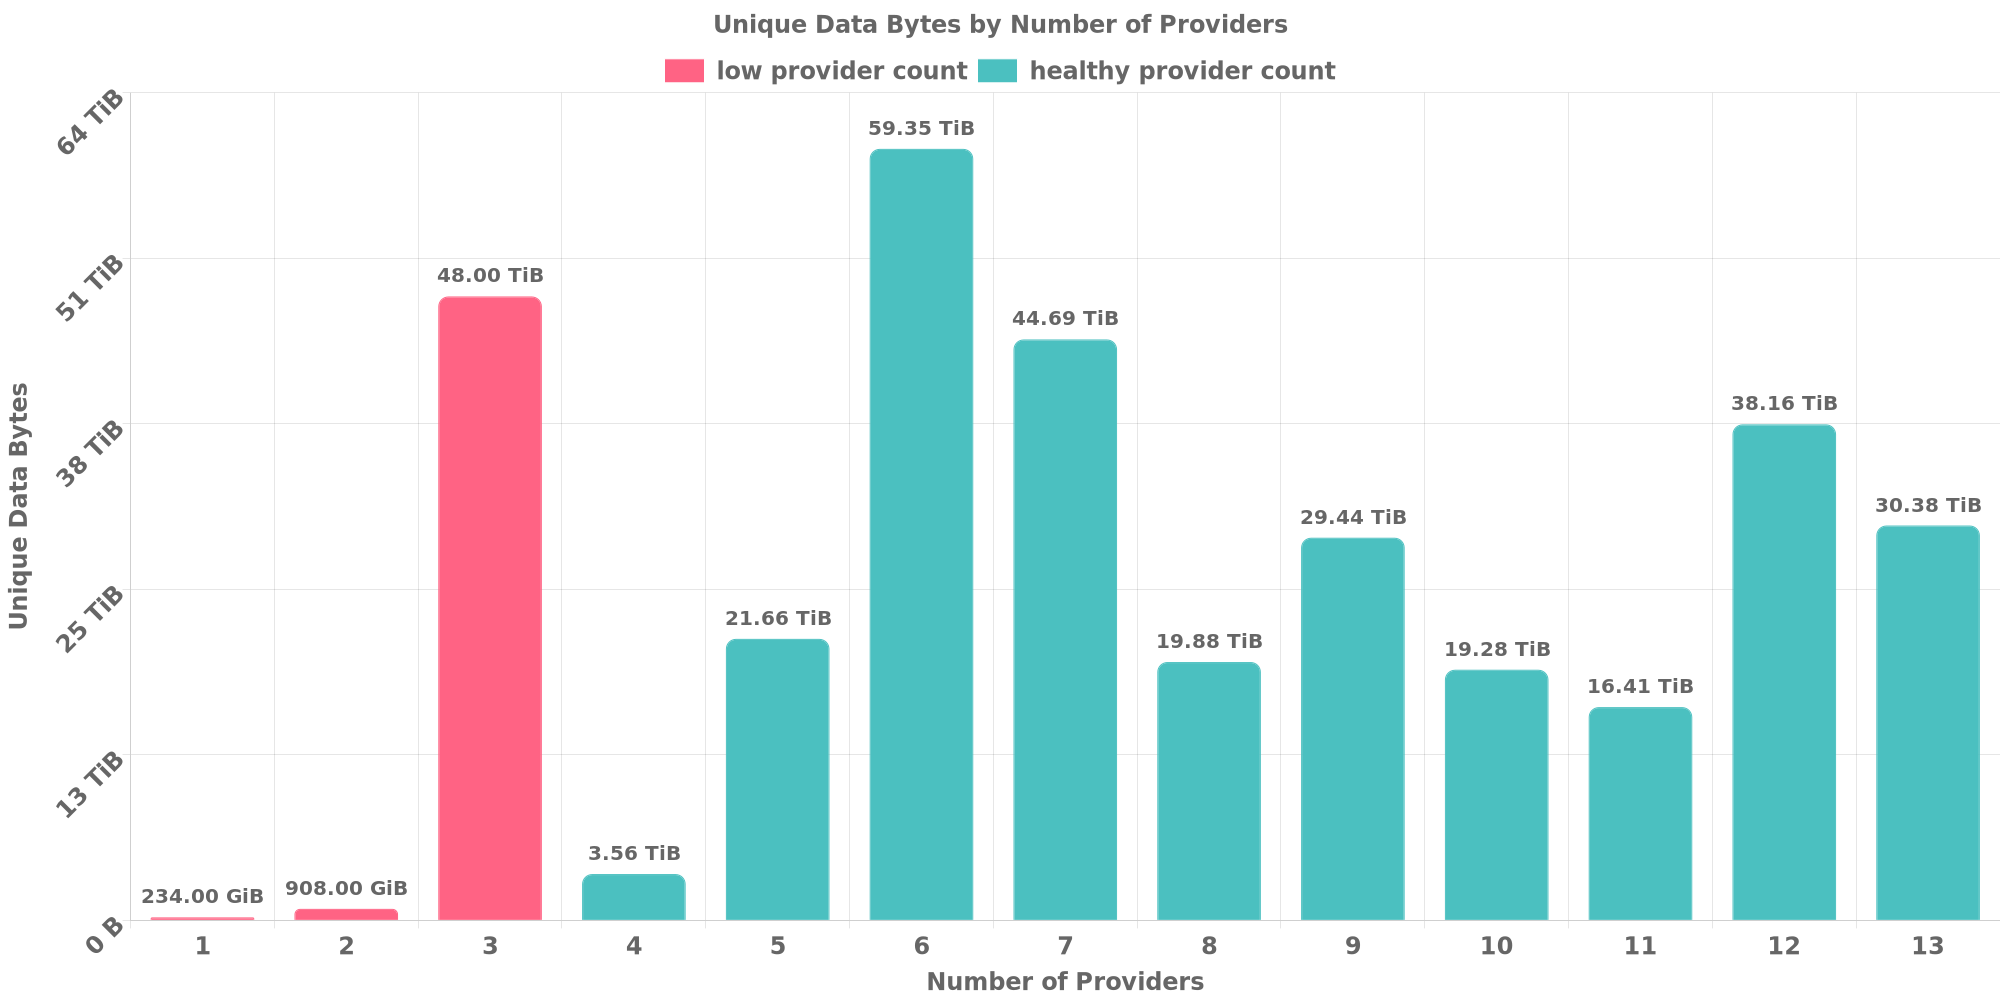 Unique Data Bytes by Number of Providers
low provider count healthy provider count
64 TiB
51 TiB
38 TiB
25 TiB
13 TiB
0 B
Unique Data Bytes
234.00 GiB
908.00 GiB
48.00 TiB
3.56 TiB
21.66 TiB
59.35 TiB
44.69 TiB
19.88 TiB
29.44 TiB
19.28 TiB
16.41 TiB
38.16 TiB
30.38 TiB
1 2 3 4 5 6 7 8 9 10 11 12 13
Number of Providers